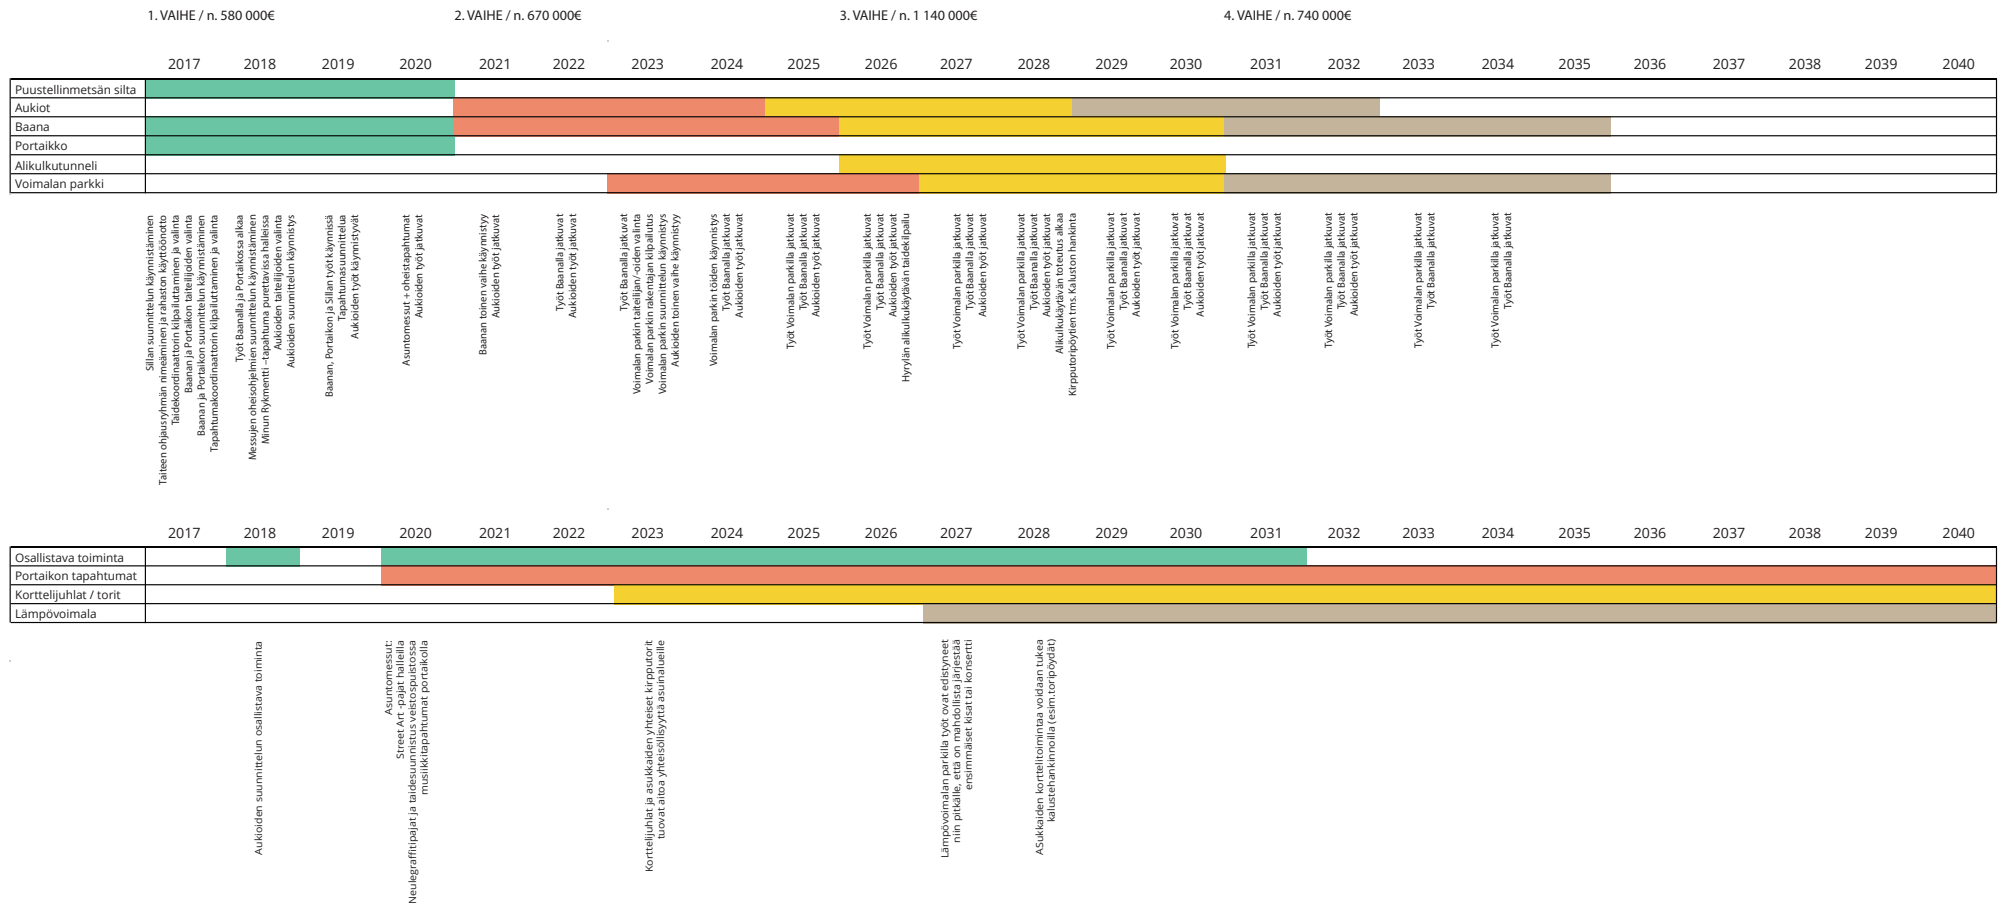 1. VAIHE / n. 580 000€
2. VAIHE / n. 670 000€
3. VAIHE / n. 1 140 000€
4. VAIHE / n. 740 000€
2017 2018 2019 2020 2021 2022 2023 2024 2025 2026 2027 2028 2029 2030 2031 2032 2033 2034 2035 2036 2037 2038 2039 2040
Puustellinmetsän silta
Aukiot
Baana
Portaikko
Alikulkutunneli
Voimalan parkki
Sillan suunnittelun käynnistäminen
Taiteen ohjausryhmän nimeäminen ja rahaston käyttöönotto
Taidekoordinaattorin kilpailuttaminen ja valinta
Baanan ja Portaikon taiteilijoiden valinta
Baanan ja Portaikon suunnittelun käynnistäminen
Tapahtumakoordinaattorin kilpailuttaminen ja valinta
Työt Baanalla ja Portaikossa alkaa
Messujen oheisohjelmien suunnittelun käynnistäminen
Minun Rykmentti –tapahtuma purettavissa halleissa
Aukioiden taiteilijoiden valinta
Aukioiden suunnittelun käynnistys
Baanan, Portaikon ja Sillan työt käynnissä
Tapahtumasuunnittelua
Aukioiden työt käynnistyvät
Asuntomessut + oheistapahtumat
Aukioiden työt jatkuvat
Baanan toinen vaihe käynnistyy
Aukioiden työt jatkuvat
Työt Baanalla jatkuvat
Aukioiden työt jatkuvat
Työt Baanalla jatkuvat
Voimalan parkin taiteilijan/-oiden valinta
Voimalan parkin rakentajan kilpailutus
Voimalan parkin suunnittelun käynnistys
Aukioiden toinen vaihe käynnistyy
Voimalan parkin töiden käynnistys
Työt Baanalla jatkuvat
Aukioiden työt jatkuvat
Työt Voimalan parkilla jatkuvat
Työt Baanalla jatkuvat
Aukioiden työt jatkuvat
Työt Voimalan parkilla jatkuvat
Työt Baanalla jatkuvat
Aukioiden työt jatkuvat
Hyrylän alikulkukäytävän taidekilpailu
Työt Voimalan parkilla jatkuvat
Työt Baanalla jatkuvat
Aukioiden työt jatkuvat
Työt Voimalan parkilla jatkuvat
Työt Baanalla jatkuvat
Aukioiden työt jatkuvat
Alikulkukäytävän toteutus alkaa
Kirpputoripöytien tms. Kaluston hankinta
Työt Voimalan parkilla jatkuvat
Työt Baanalla jatkuvat
Aukioiden työt jatkuvat
Työt Voimalan parkilla jatkuvat
Työt Baanalla jatkuvat
Aukioiden työt jatkuvat
Työt Voimalan parkilla jatkuvat
Työt Baanalla jatkuvat
Aukioiden työt jatkuvat
Työt Voimalan parkilla jatkuvat
Työt Baanalla jatkuvat
Aukioiden työt jatkuvat
Työt Voimalan parkilla jatkuvat
Työt Baanalla jatkuvat
Työt Voimalan parkilla jatkuvat
Työt Baanalla jatkuvat
2017 2018 2019 2020 2021 2022 2023 2024 2025 2026 2027 2028 2029 2030 2031 2032 2033 2034 2035 2036 2037 2038 2039 2040
Osallistava toiminta
Portaikon tapahtumat
Korttelijuhlat / torit
Lämpövoimala
Aukioiden suunnittelun osallistava toiminta
Asuntomessut:
Street Art -pajat halleilla
Neulegraffitipajat ja taidesuunnistus veistospuistossa
musiikkitapahtumat portaikolla
Korttelijuhlat ja asukkaiden yhteiset kirpputorit
tuovat aitoa yhteisöllisyyttä asuinalueille
Lämpövoimalan parkilla työt ovat edistyneet
niin pitkälle, että on mahdollista järjestää
ensimmäiset kisat tai konsertti
ASukkaiden korttelitoimintaa voidaan tukea
kalustehankinnoilla (esim.toripöydät)